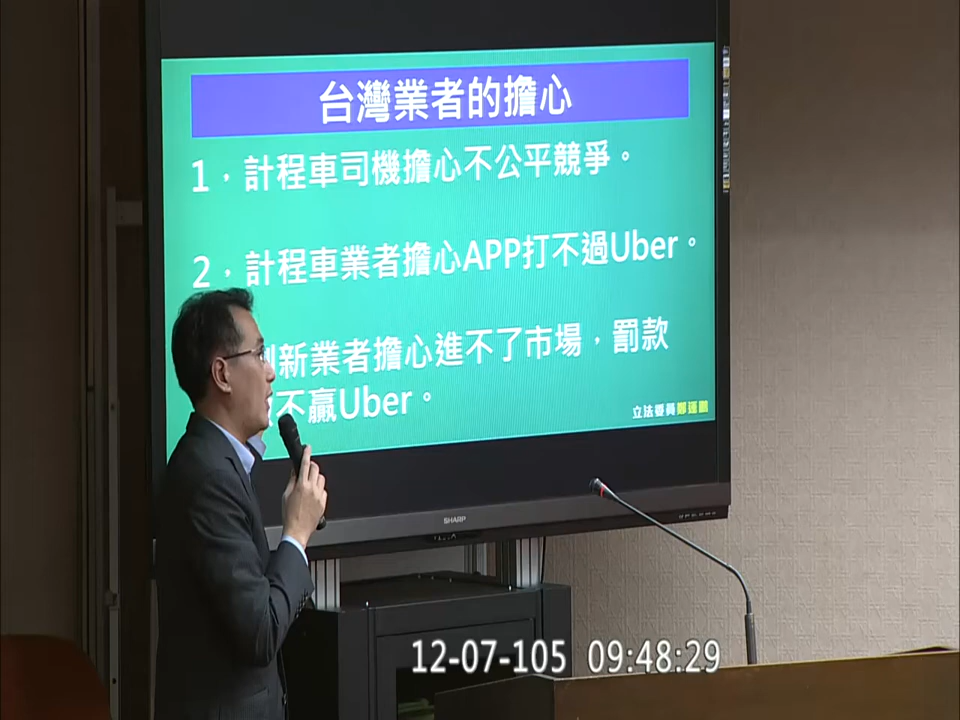 台灣業者的擔心
1，計程車司機擔心不公平競爭。
2，計程車業者擔心APP打不過Uber。
新業者擔心進不了市場，罰款
不贏Uber。
立法委員鄭運鵬
SHARP
12-07-105 09:48:29